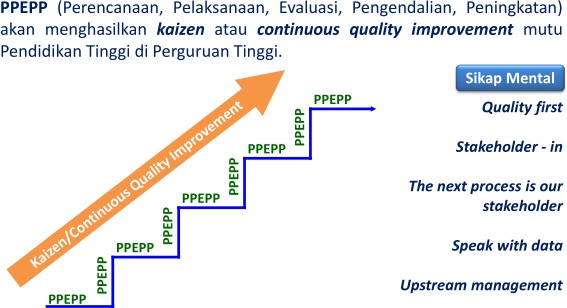 PPEPP (Perencanaan, Pelaksanaan, Evaluasi, Pengendalian, Peningkatan)
akan menghasilkan kaizen atau continuous quality improvement mutu
Pendidikan Tinggi di Perguruan Tinggi.
Sikap Mental
Quality first
Stakeholder - in
The next process is our
stakeholder
Speak with data
Upstream management
Kaizen/Continuous Quality Improvement
PPEPP
PPEPP
PPEPP
PPEPP
PPEPP
PPEPP
PPEPP
PPEPP
PPEPP